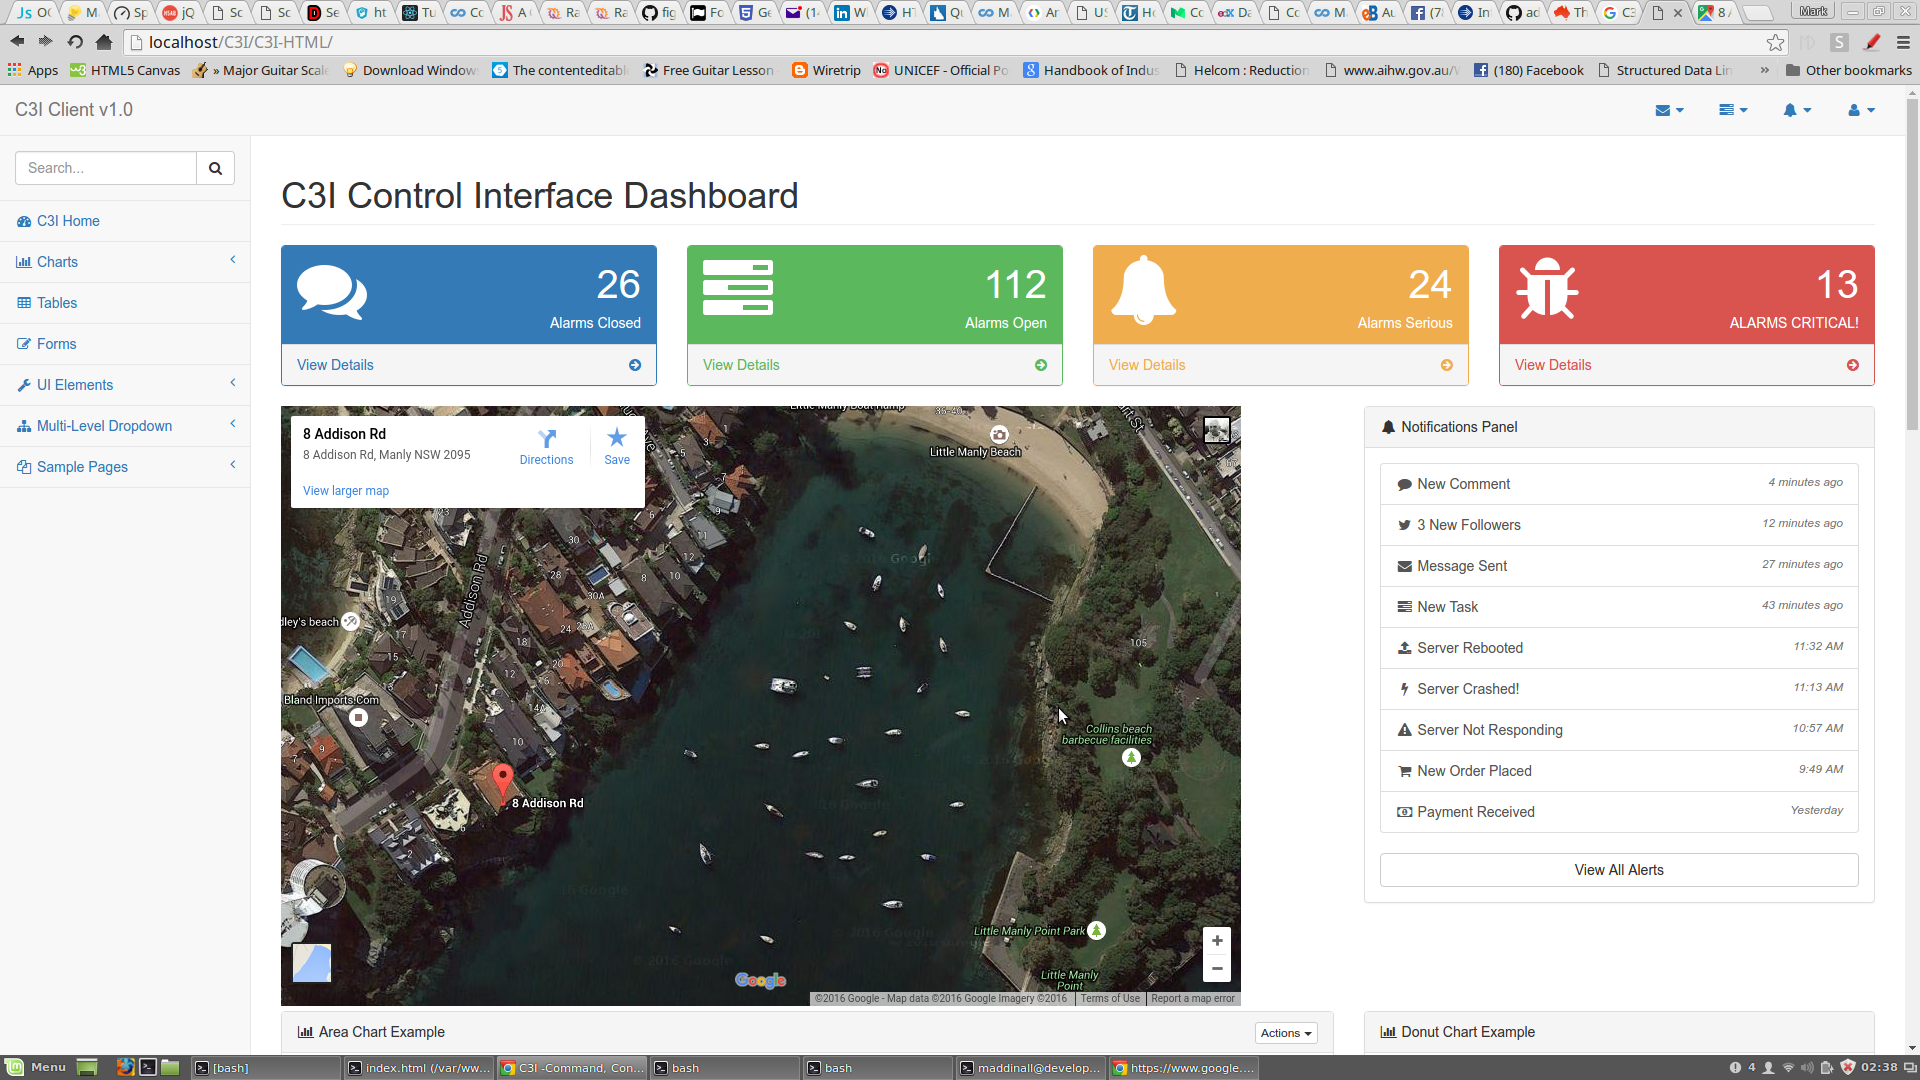 Mark
localhost/C3I/C3I-HTML/
Apps
HTML5 Canvas
» Major Guitar Scale
Download Window
The contenteditabl
Free Guitar Lesson
Wiretrip
UNICEF - Official Po
Handbook of Indus
Helcom : Reduction
www.aihw.gov.au/
(180) Facebook
Structured Data Lin
»
Other bookmarks
C3I Client v1.0
Search...
C3I Home
Charts
Tables
Forms
UI Elements
Multi-Level Dropdown
Sample Pages
C3I Control Interface Dashboard
26
Alarms Closed
View Details
112
Alarms Open
View Details
24
Alarms Serious
View Details
13
ALARMS CRITICAL!
View Details
8 Addison Rd
8 Addison Rd, Manly NSW 2095
Directions
Save
View larger map
Little Manly Beach
Addison Rd
dley's beach
Bland Imports.Com
8 Addison Rd
105
Collins beach
barbecue facilities
Little Manly Point Park
Little Manly
Point
Google
©2016 Google - Map data ©2016 Google Imagery ©2016
Terms of Use
Report a map error
Notifications Panel
New Comment
4 minutes ago
3 New Followers
12 minutes ago
Message Sent
27 minutes ago
New Task
43 minutes ago
Server Rebooted
11:32 AM
Server Crashed!
11:13 AM
Server Not Responding
10:57 AM
New Order Placed
9:49 AM
Payment Received
Yesterday
View All Alerts
Area Chart Example
Actions
Donut Chart Example
Menu
[bash]
index.html (/var/ww...
C3I -Command, Con...
bash
bash
maddinall@develop...
https://www.google....
4
02:38